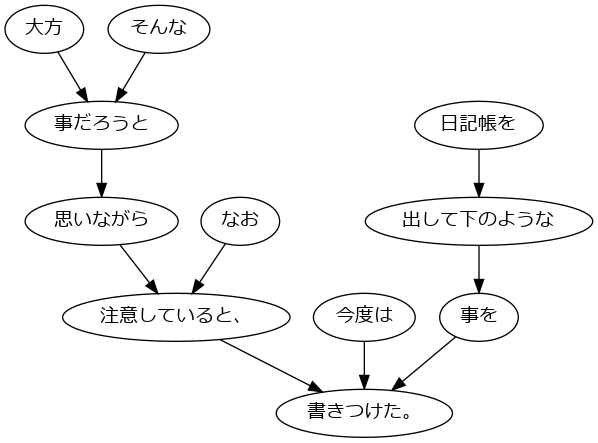 大方
そんな
事だろうと
日記帳を
思いながら
なお
出して下のような
注意していると、
今度は
事を
書きつけた。